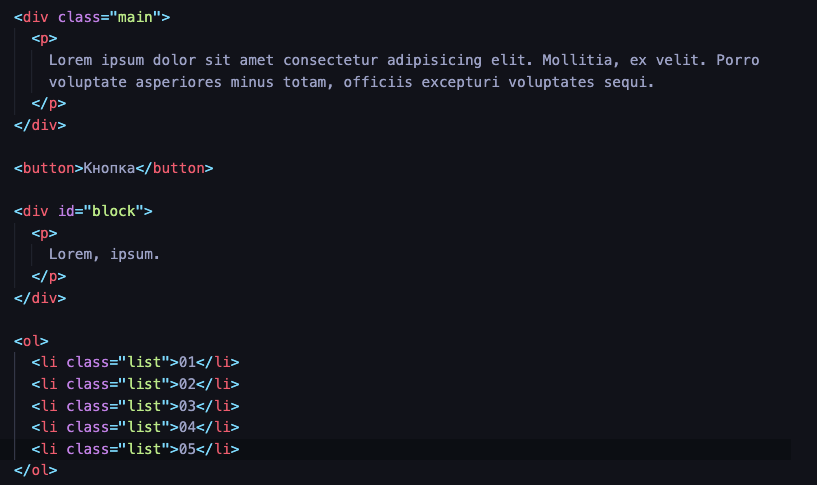 <div class="main">
<p>
Lorem ipsum dolor sit amet consectetur adipisicing elit. Mollitia, ex velit. Porro
voluptate asperiores minus totam, officiis excepturi voluptates sequi.
</p>
</div>
<button>Кнопка</button>
<div id="block">
<p>
Lorem, ipsum.
</p>
</div>
<ol>
<li class="list">01</li>
<li class="list">02</li>
<li class="list">03</li>
<li class="list">04</li>
<li class="list">05</li>
</ol>